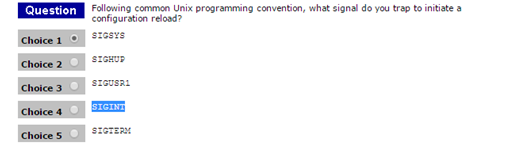 Question Following common Unix programming convention, what signal do you trap to initiate a
configuration reload?
Choice 1 SIGSYS
Choice 2 SIGHUP
Choice 3 SIGUSR1
Choice 4 SIGINT
Choice 5 SIGTERM